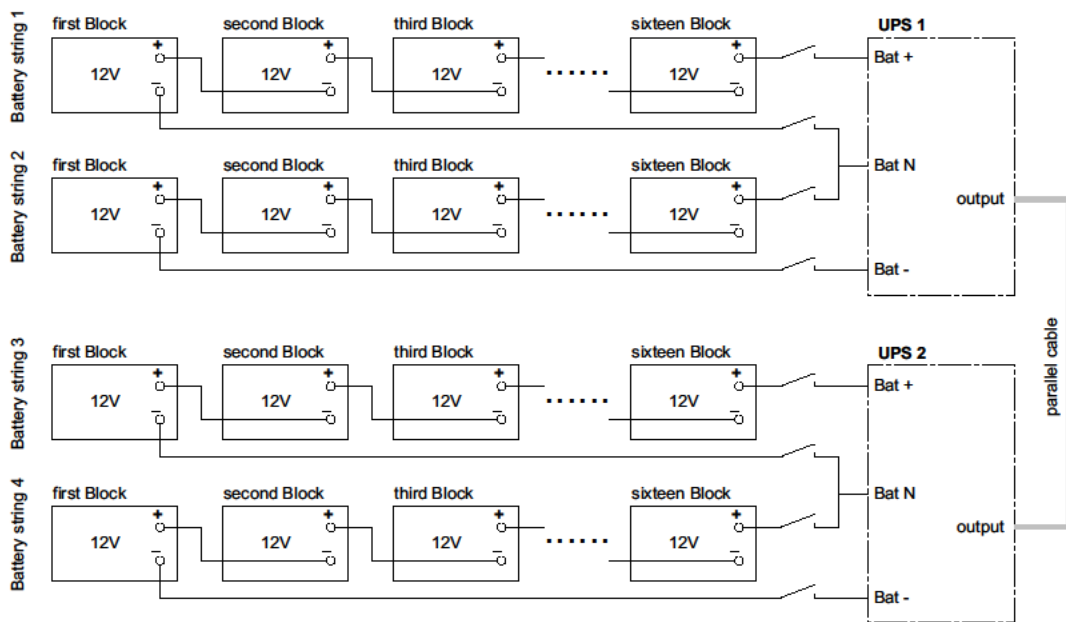 Battery string 1
first Block second Block third Block sixteen Block UPS 1
+ + + + Bat +
12V 12V 12V ...... 12V
– – – –
Battery string 2
first Block second Block third Block sixteen Block Bat N
+ + + +
12V 12V 12V ...... 12V output
– – – –
Bat -
parallel cable
Battery string 3
first Block second Block third Block sixteen Block UPS 2
+ + + + Bat +
12V 12V 12V ...... 12V
– – – –
Battery string 4
first Block second Block third Block sixteen Block Bat N
+ + + +
12V 12V 12V ...... 12V output
– – – –
Bat -